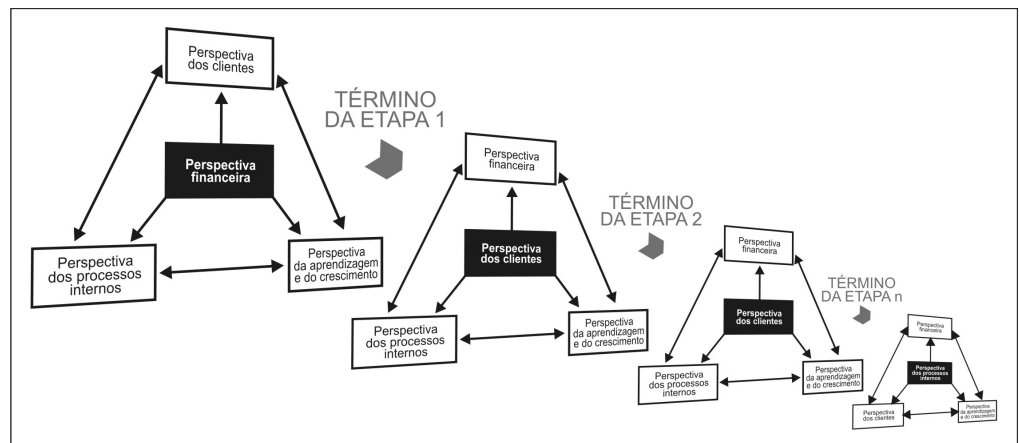 Perspectiva
dos clientes
Perspectiva
financeira
Perspectiva
dos processos
internos
Perspectiva
da aprendizagem
e do crescimento
TÉRMINO
DA ETAPA 1
Perspectiva
financeira
Perspectiva
dos clientes
Perspectiva
dos processos
internos
Perspectiva
da aprendizagem
e do crescimento
TÉRMINO
DA ETAPA 2
Perspectiva
financeira
Perspectiva
dos clientes
Perspectiva
dos processos
internos
Perspectiva
da aprendizagem
e do crescimento
TÉRMINO
DA ETAPA n
Perspectiva
financeira
Perspectiva
dos processos
internos
Perspectiva
dos clientes
Perspectiva
da aprendizagem
e do crescimento